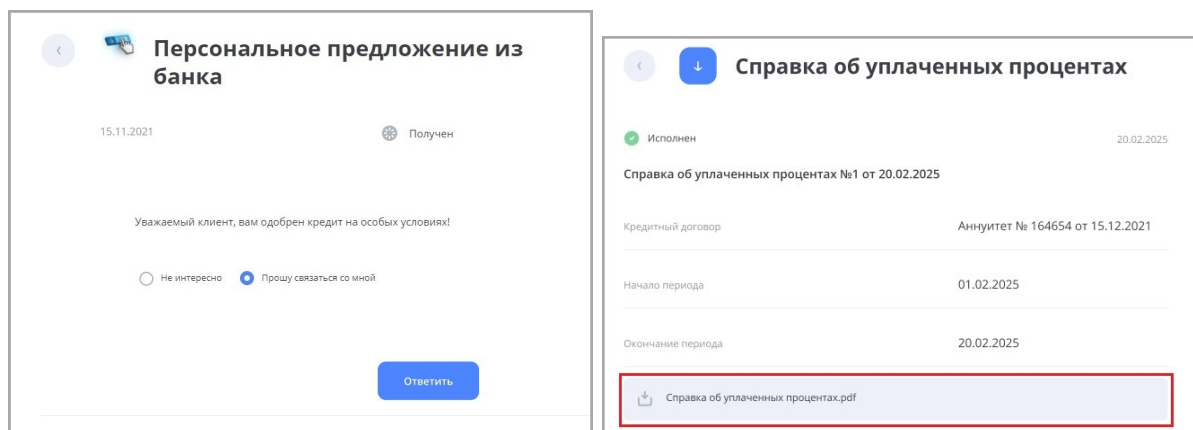 Персональное предложение из
банка
15.11.2021
Получен
Уважаемый клиент, вам одобрен кредит на особых условиях!
Не интересно
Прошу связаться со мной
Ответить
Справка об уплаченных процентах
Исполнен
20.02.2025
Справка об уплаченных процентах №1 от 20.02.2025
Кредитный договор
Аннуитет № 164654 от 15.12.2021
Начало периода
01.02.2025
Окончание периода
20.02.2025
Справка об уплаченных процентах.pdf